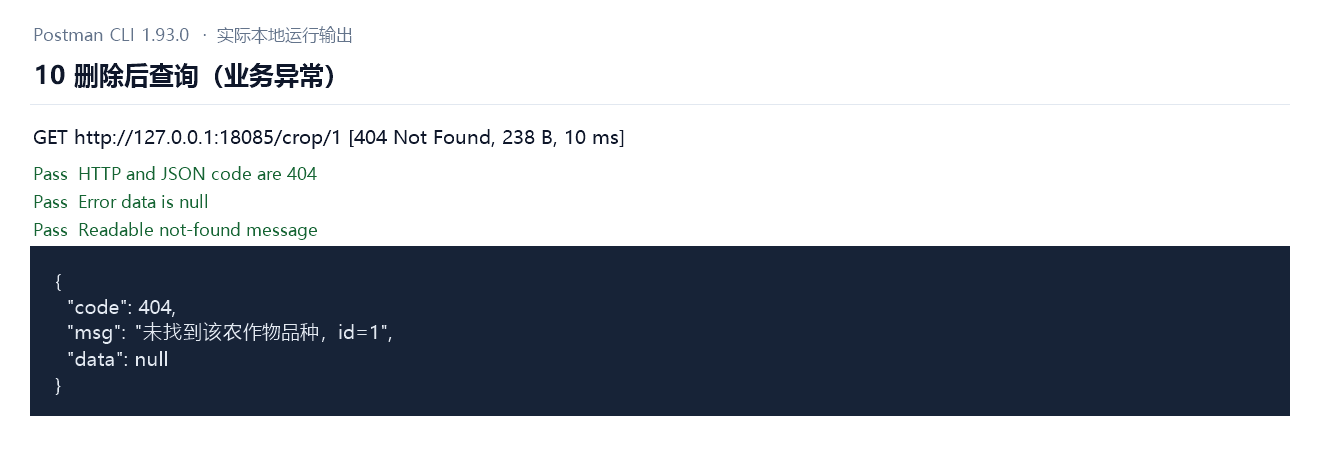 Postman CLI 1.93.0 · 实际本地运行输出
10 删除后查询（业务异常）
GET http://127.0.0.1:18085/crop/1 [404 Not Found, 238 B, 10 ms]
Pass HTTP and JSON code are 404
Pass Error data is null
Pass Readable not-found message
{
"code": 404,
"msg": "未找到该农作物品种，id=1",
"data": null
}